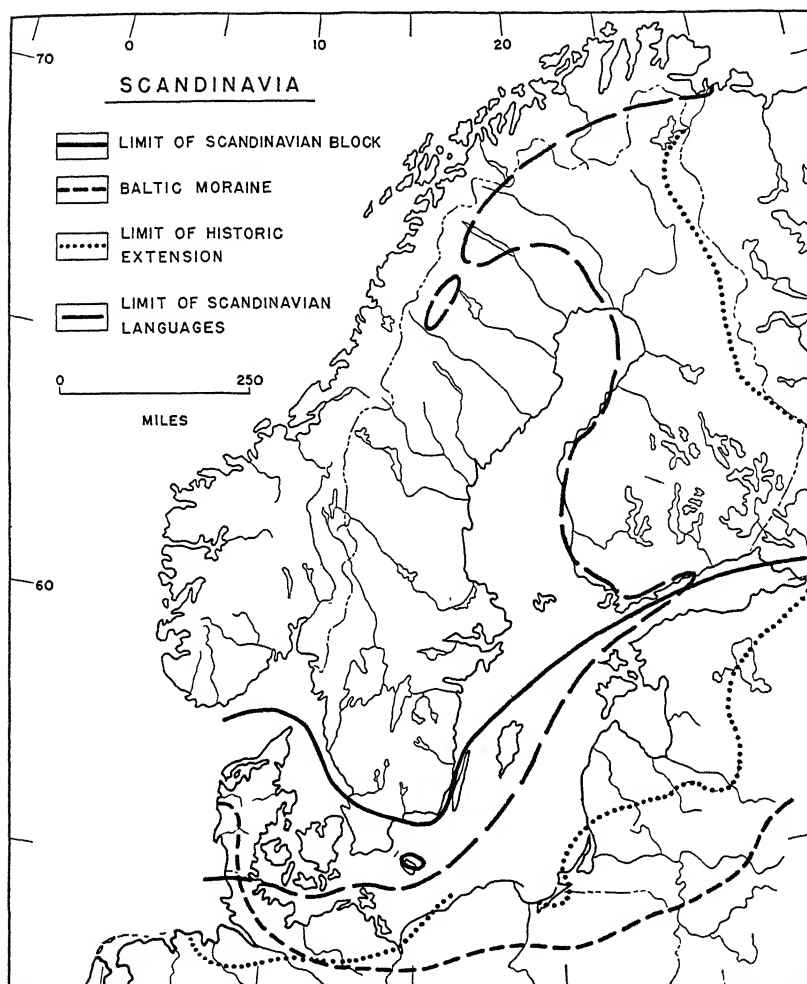 0 10 20
70
SCANDINAVIA
LIMIT OF SCANDINAVIAN BLOCK
BALTIC MORAINE
LIMIT OF HISTORIC
EXTENSION
LIMIT OF SCANDINAVIAN
LANGUAGES
0 250
MILES
60